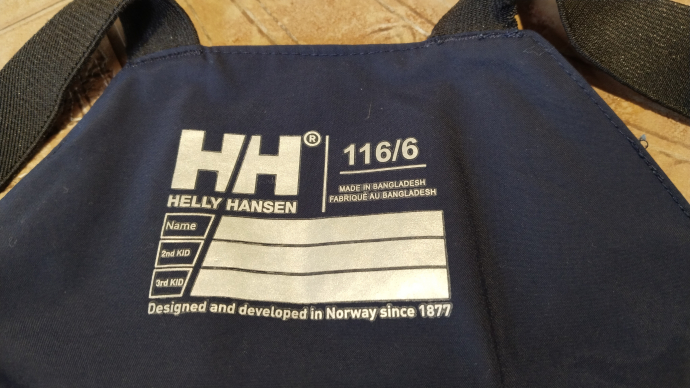 HH®
HELLY HANSEN
116/6
MADE IN BANGLADESH
FABRIQUÉ AU BANGLADESH
Name
2nd KID
3rd KID
Designed and developed in Norway since 1877